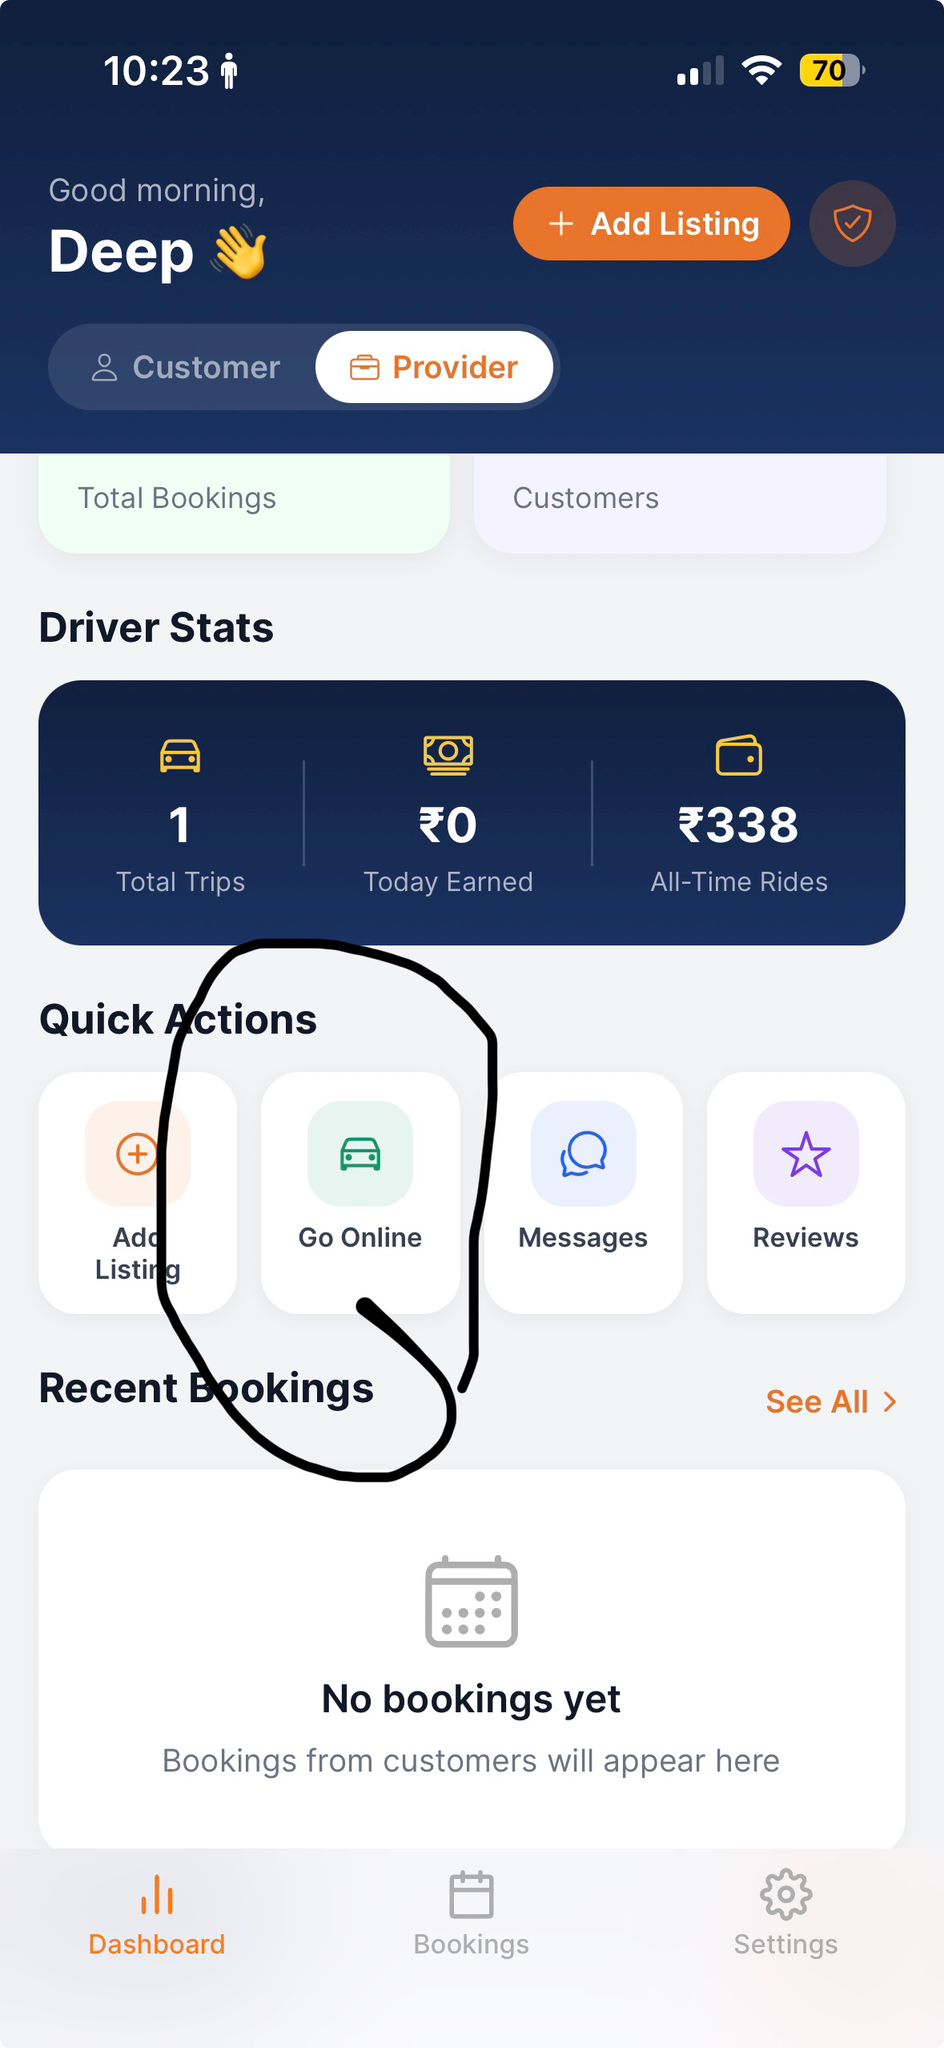 10:23
70
Good morning,
Deep 👋
+ Add Listing
Customer
Provider
Total Bookings
Customers
Driver Stats
1
₹0
₹338
Total Trips
Today Earned
All-Time Rides
Quick Actions
Add
Listing
Go Online
Messages
Reviews
Recent Bookings
See All >
No bookings yet
Bookings from customers will appear here
Dashboard
Bookings
Settings